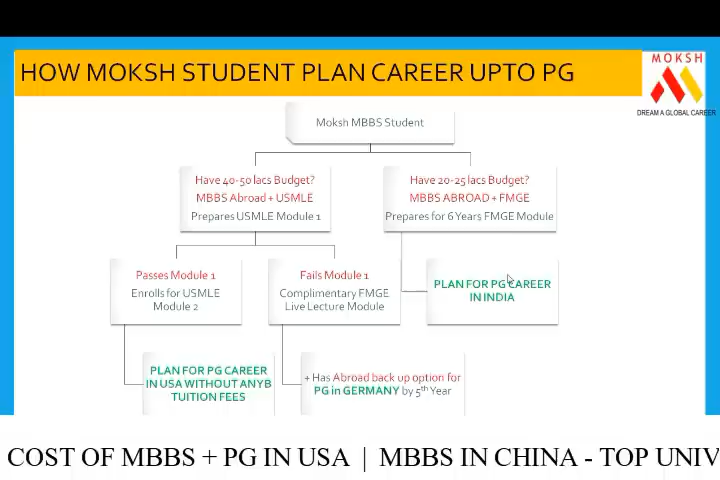 HOW MOKSH STUDENT PLAN CAREER UPTO PG
MOKSH
DREAM A GLOBAL CAREER
Moksh MBBS Student
Have 40-50 lacs Budget?
MBBS Abroad + USMLE
Prepares USMLE Module 1
Have 20-25 lacs Budget?
MBBS ABROAD + FMGE
Prepares for 6 Years FMGE Module
Passes Module 1
Enrolls for USMLE
Module 2
Fails Module 1
Complimentary FMGE
Live Lecture Module
PLAN FOR PG CAREER
IN INDIA
PLAN FOR PG CAREER
IN USA WITHOUT ANYB
TUITION FEES
+ Has Abroad back up option for
PG in GERMANY by 5th Year
COST OF MBBS + PG IN USA | MBBS IN CHINA - TOP UNIV